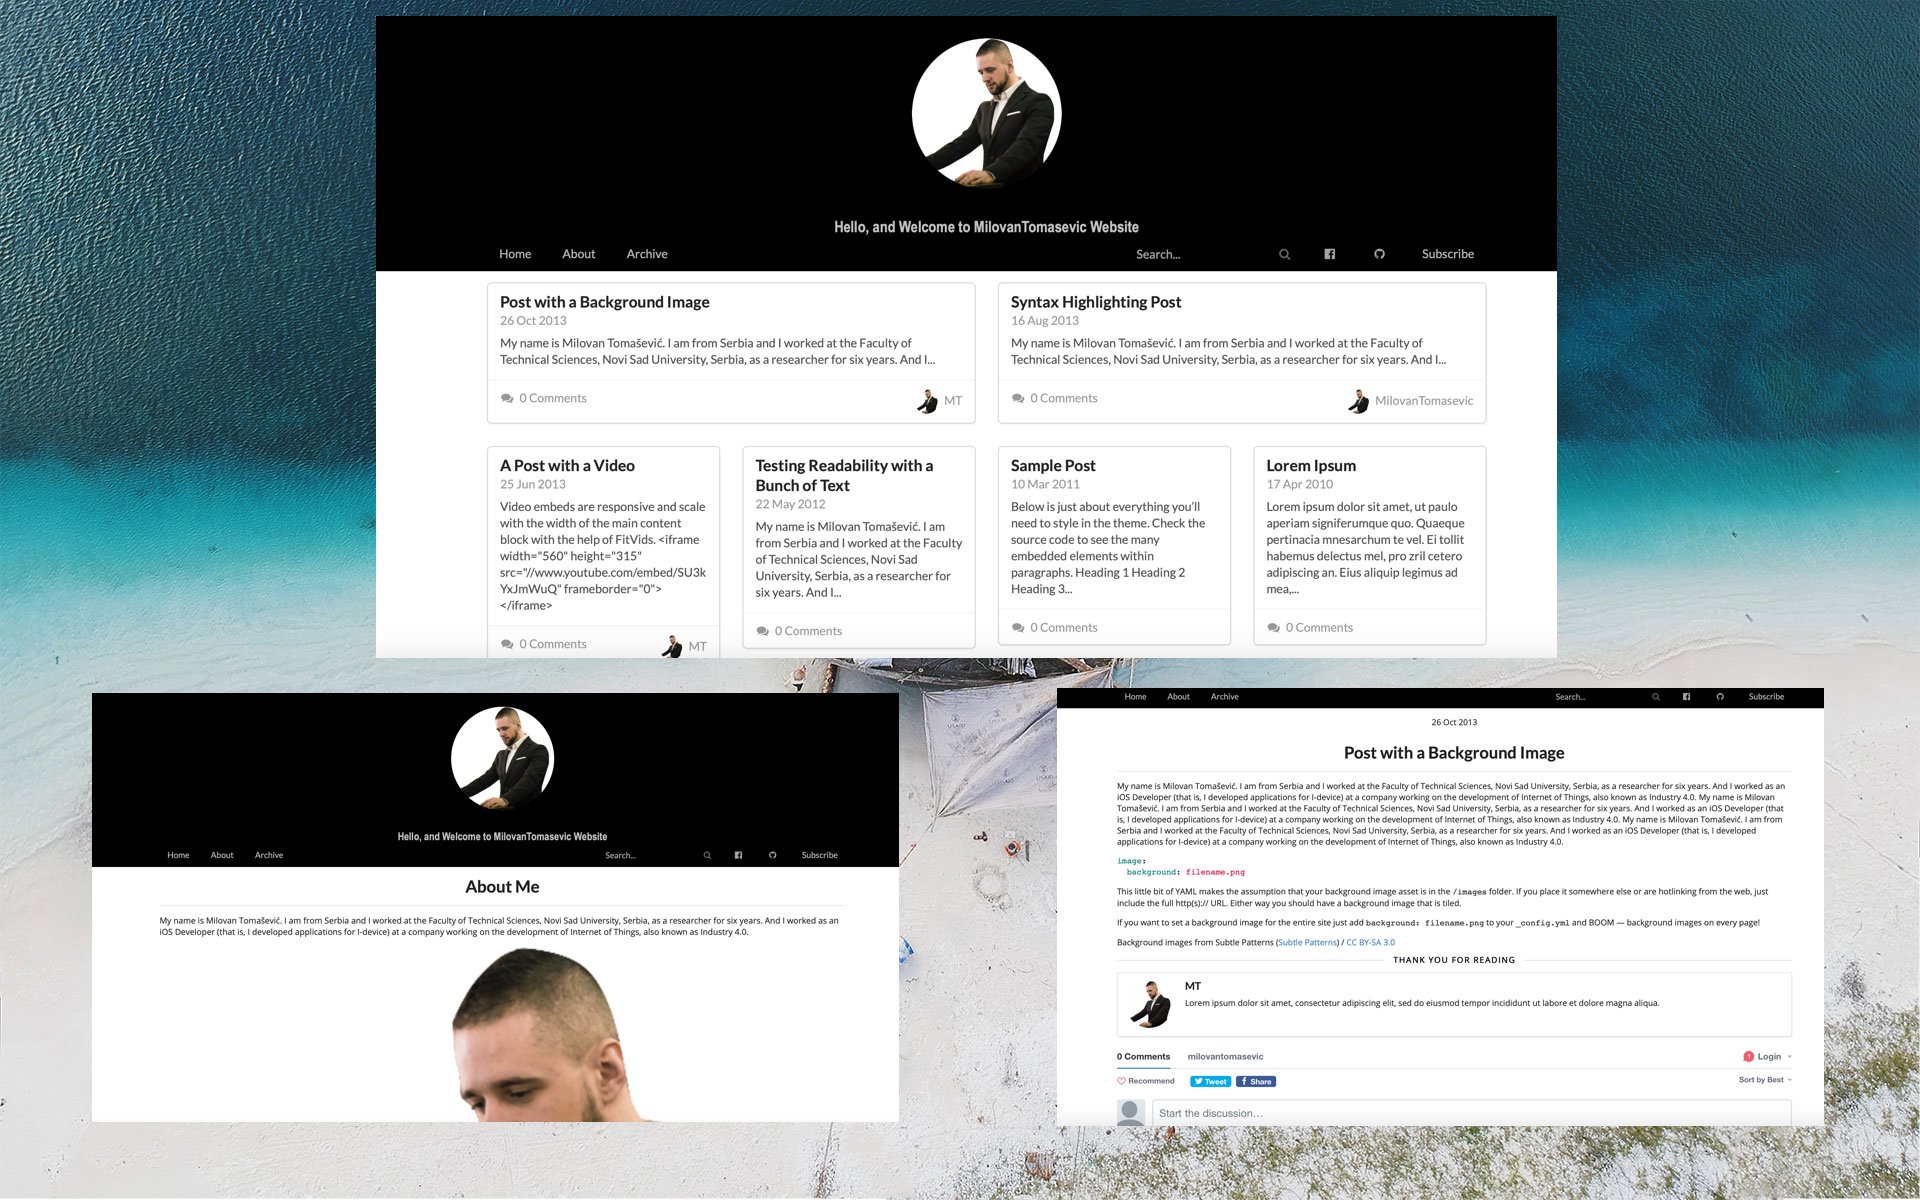 Hello, and Welcome to MilovanTomasevic Website
Home About Archive Search... Subscribe
Post with a Background Image
26 Oct 2013
My name is Milovan Tomašević. I am from Serbia and I worked at the Faculty of
Technical Sciences, Novi Sad University, Serbia, as a researcher for six years. And I...
0 Comments MT
Syntax Highlighting Post
16 Aug 2013
My name is Milovan Tomašević. I am from Serbia and I worked at the Faculty of
Technical Sciences, Novi Sad University, Serbia, as a researcher for six years. And I...
0 Comments MilovanTomasevic
A Post with a Video
25 Jun 2013
Video embeds are responsive and scale
with the width of the main content
block with the help of FitVids. <iframe
width="560" height="315"
src="//www.youtube.com/embed/SU3k
YxJmWuQ" frameborder="0">
</iframe>
0 Comments MT
Testing Readability with a
Bunch of Text
22 May 2012
My name is Milovan Tomašević. I am
from Serbia and I worked at the Faculty
of Technical Sciences, Novi Sad
University, Serbia, as a researcher for
six years. And I...
0 Comments
Sample Post
10 Mar 2011
Below is just about everything you'll
need to style in the theme. Check the
source code to see the many
embedded elements within
paragraphs. Heading 1 Heading 2
Heading 3...
0 Comments
Lorem Ipsum
17 Apr 2010
Lorem ipsum dolor sit amet, ut paulo
aperiam signiferumque quo. Quaeque
pertinacia mnesarchum te vel. Ei tollit
habemus delectus mel, pro zril cetero
adipiscing an. Eius aliquip legimus ad
mea,...
0 Comments
Hello, and Welcome to MilovanTomasevic Website
Home About Archive Search... Subscribe
About Me
My name is Milovan Tomašević. I am from Serbia and I worked at the Faculty of Technical Sciences, Novi Sad University, Serbia, as a researcher for six years. And I worked as an
iOS Developer (that is, I developed applications for I-device) at a company working on the development of Internet of Things, also known as Industry 4.0.
Home About Archive Search... Subscribe
26 Oct 2013
Post with a Background Image
My name is Milovan Tomašević. I am from Serbia and I worked at the Faculty of Technical Sciences, Novi Sad University, Serbia, as a researcher for six years. And I worked as an
iOS Developer (that is, I developed applications for I-device) at a company working on the development of Internet of Things, also known as Industry 4.0. My name is Milovan
Tomašević. I am from Serbia and I worked at the Faculty of Technical Sciences, Novi Sad University, Serbia, as a researcher for six years. And I worked as an iOS Developer (that
is, I developed applications for I-device) at a company working on the development of Internet of Things, also known as Industry 4.0. My name is Milovan Tomašević. I am from
Serbia and I worked at the Faculty of Technical Sciences, Novi Sad University, Serbia, as a researcher for six years. And I worked as an iOS Developer (that is, I developed
applications for I-device) at a company working on the development of Internet of Things, also known as Industry 4.0.
image:
background: filename.png
This little bit of YAML makes the assumption that your background image asset is in the /images folder. If you place it somewhere else or are hotlinking from the web, just
include the full http(s):// URL. Either way you should have a background image that is tiled.
If you want to set a background image for the entire site just add background: filename.png to your _config.yml and BOOM — background images on every page!
Background images from Subtle Patterns (Subtle Patterns) / CC BY-SA 3.0
THANK YOU FOR READING
MT
Lorem ipsum dolor sit amet, consectetur adipiscing elit, sed do eiusmod tempor incididunt ut labore et dolore magna aliqua.
0 Comments milovantomasevic 1 Login
Recommend Tweet Share Sort by Best
Start the discussion...
USAID
USAID